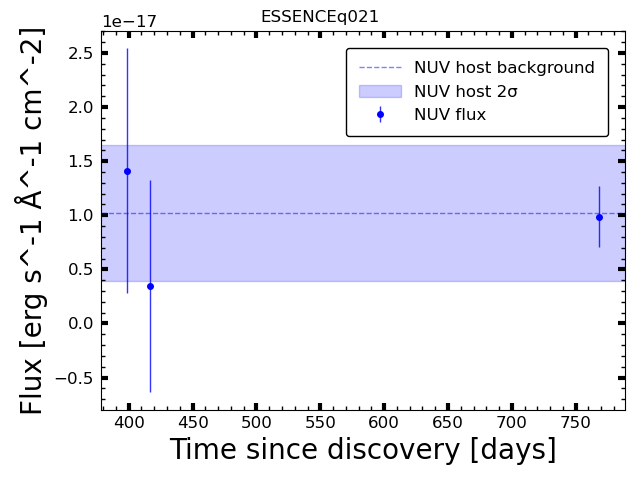 ESSENCEq021
1e−17
NUV host background
NUV host 2σ
NUV flux
Flux [erg s^-1 Å^-1 cm^-2]
2.5
2.0
1.5
1.0
0.5
0.0
−0.5
400 450 500 550 600 650 700 750
Time since discovery [days]